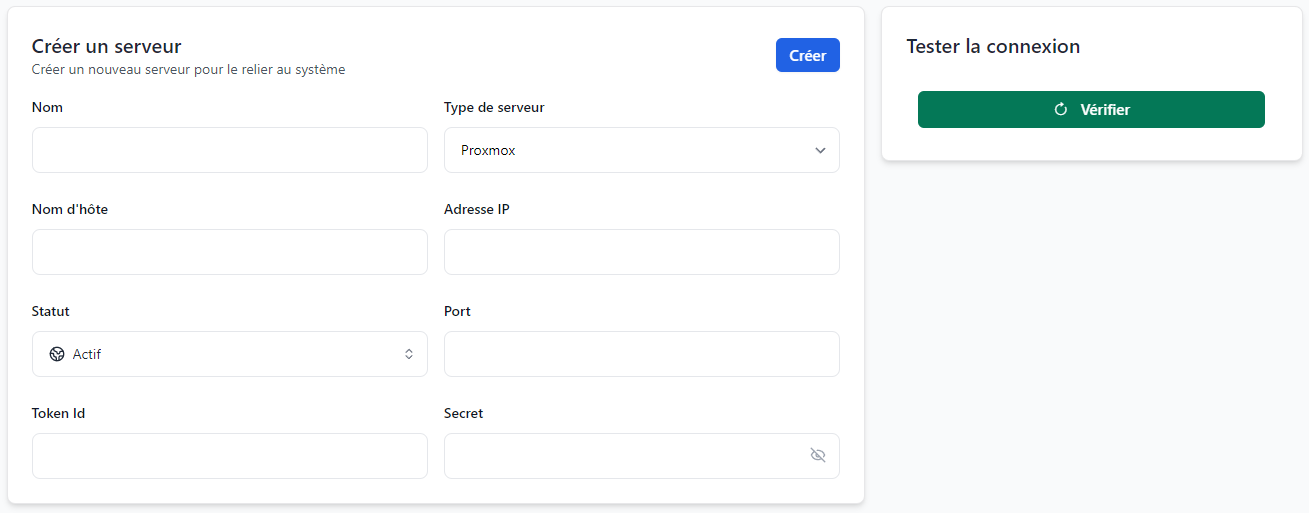 Créer un serveur
Créer un nouveau serveur pour le relier au système
Créer
Nom
Type de serveur
Proxmox
Nom d'hôte
Adresse IP
Statut
Port
Actif
Token Id
Secret
Tester la connexion
Vérifier